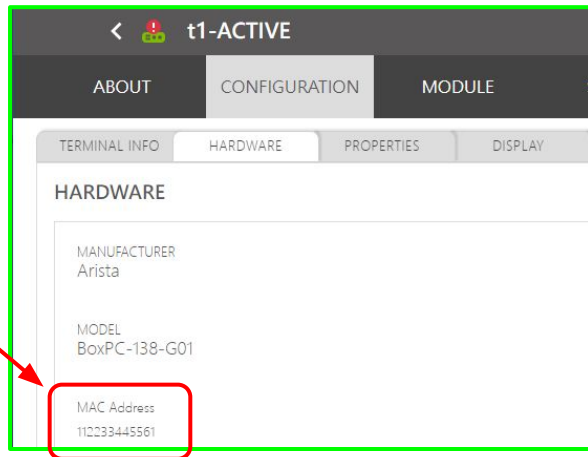 t1-ACTIVE
ABOUT CONFIGURATION MODULE
TERMINAL INFO HARDWARE PROPERTIES DISPLAY
HARDWARE
MANUFACTURER
Arista
MODEL
BoxPC-138-G01
MAC Address
112233445561